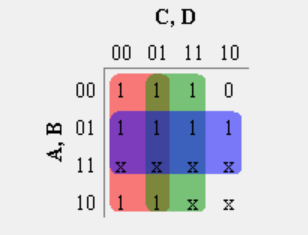 C, D
00 01 11 10
A, B
00 1 1 1 0
01 1 1 1 1
11 x x x x
10 1 1 x x